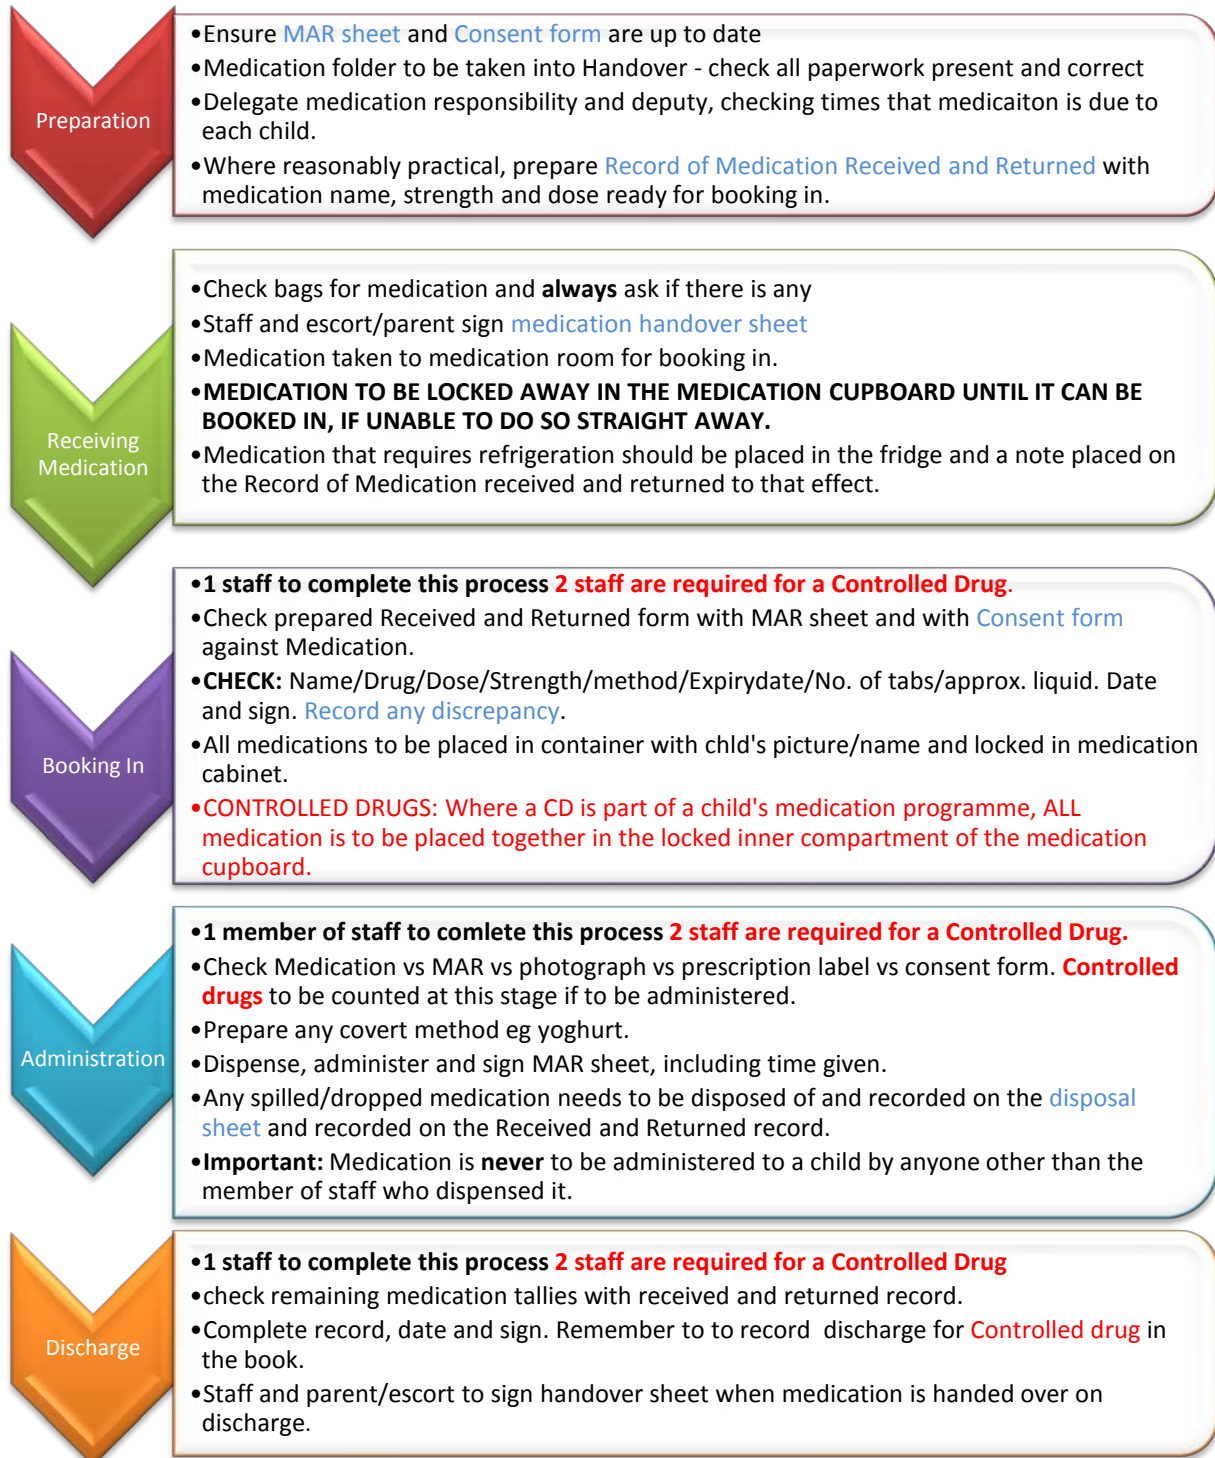 Preparation
•Ensure MAR sheet and Consent form are up to date
•Medication folder to be taken into Handover - check all paperwork present and correct
•Delegate medication responsibility and deputy, checking times that medicaiton is due to
each child.
•Where reasonably practical, prepare Record of Medication Received and Returned with
medication name, strength and dose ready for booking in.
Receiving
Medication
•Check bags for medication and always ask if there is any
•Staff and escort/parent sign medication handover sheet
•Medication taken to medication room for booking in.
•MEDICATION TO BE LOCKED AWAY IN THE MEDICATION CUPBOARD UNTIL IT CAN BE
BOOKED IN, IF UNABLE TO DO SO STRAIGHT AWAY.
•Medication that requires refrigeration should be placed in the fridge and a note placed on
the Record of Medication received and returned to that effect.
Booking In
•1 staff to complete this process 2 staff are required for a Controlled Drug.
•Check prepared Received and Returned form with MAR sheet and with Consent form
against Medication.
•CHECK: Name/Drug/Dose/Strength/method/Expirydate/No. of tabs/approx. liquid. Date
and sign. Record any discrepancy.
•All medications to be placed in container with chld's picture/name and locked in medication
cabinet.
•CONTROLLED DRUGS: Where a CD is part of a child's medication programme, ALL
medication is to be placed together in the locked inner compartment of the medication
cupboard.
Administration
•1 member of staff to comlete this process 2 staff are required for a Controlled Drug.
•Check Medication vs MAR vs photograph vs prescription label vs consent form. Controlled
drugs to be counted at this stage if to be administered.
•Prepare any covert method eg yoghurt.
•Dispense, administer and sign MAR sheet, including time given.
•Any spilled/dropped medication needs to be disposed of and recorded on the disposal
sheet and recorded on the Received and Returned record.
•Important: Medication is never to be administered to a child by anyone other than the
member of staff who dispensed it.
Discharge
•1 staff to complete this process 2 staff are required for a Controlled Drug
•check remaining medication tallies with received and returned record.
•Complete record, date and sign. Remember to to record discharge for Controlled drug in
the book.
•Staff and parent/escort to sign handover sheet when medication is handed over on
discharge.